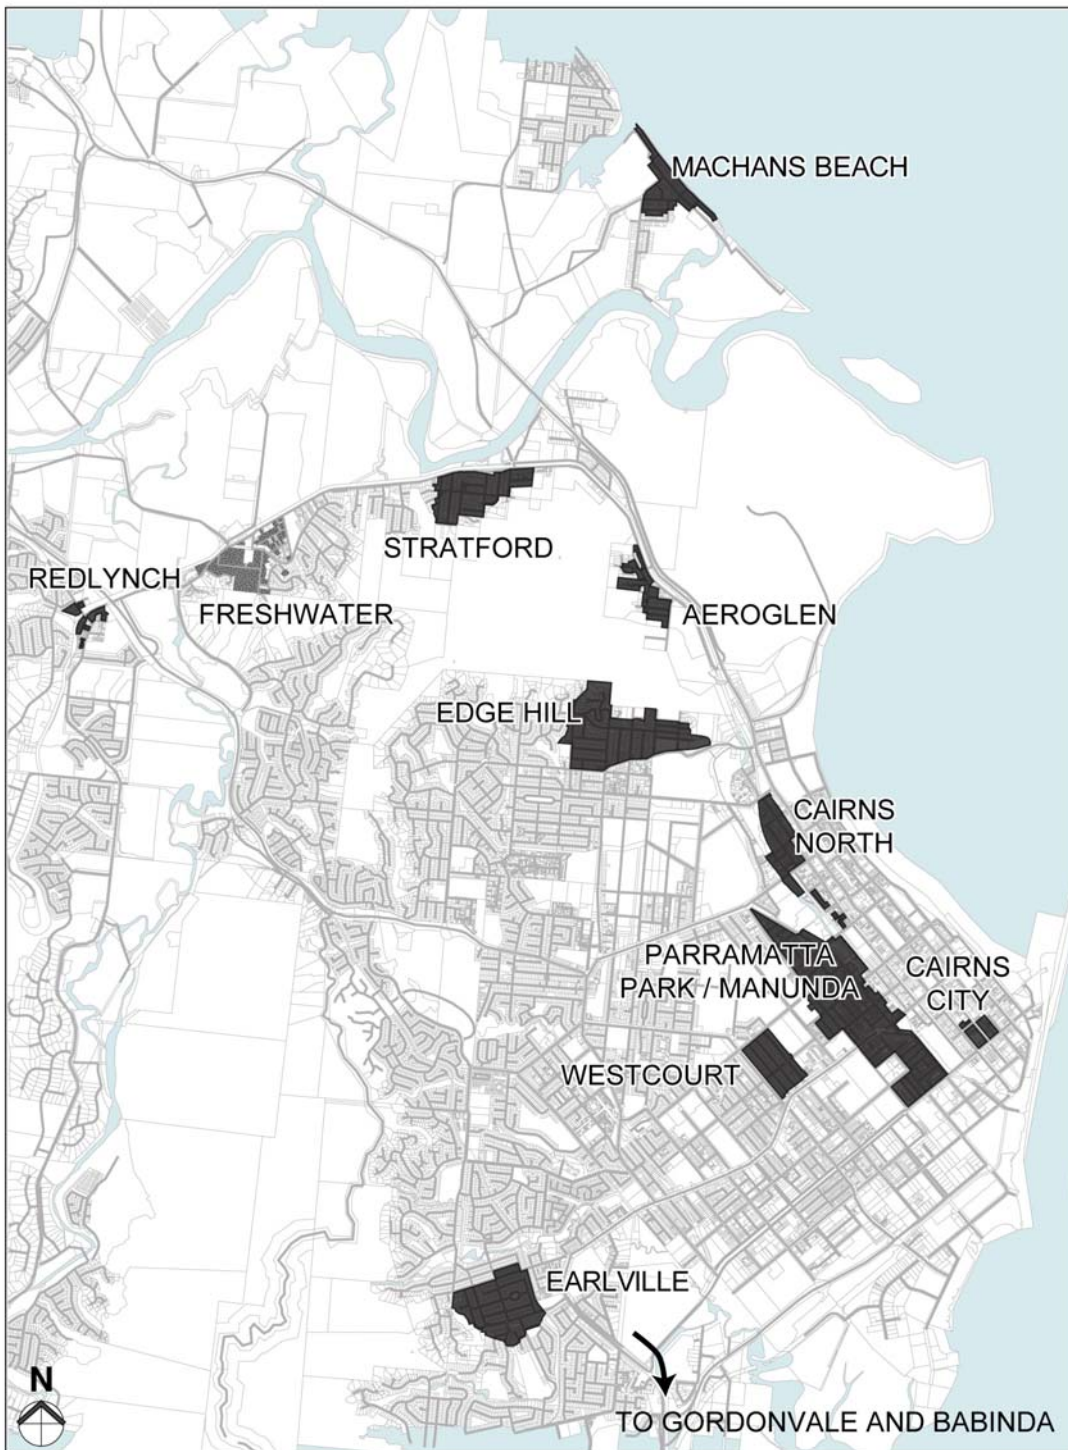 MACHANS BEACH
STRATFORD
REDLYNCH
FRESHWATER
AEROGLEN
EDGE HILL
CAIRNS
NORTH
PARRAMATTA
PARK / MANUNDA
CAIRNS
CITY
WESTCOURT
EARLVILLE
N
TO GORDONVALE AND BABINDA